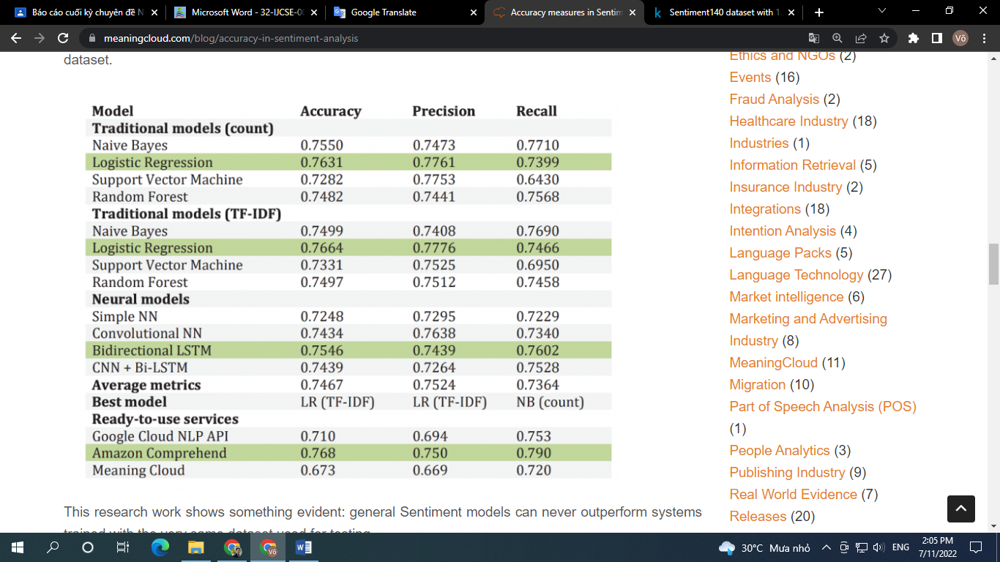 Báo cáo cuối kỳ chuyên đề N
Microsoft Word - 32-IJCSE-0
Google Translate
Accuracy measures in Sentim
Sentiment140 dataset with 1
meaningcloud.com/blog/accuracy-in-sentiment-analysis
Võ
dataset.
Model Accuracy Precision Recall
Traditional models (count)
Naive Bayes 0.7550 0.7473 0.7710
Logistic Regression 0.7631 0.7761 0.7399
Support Vector Machine 0.7282 0.7753 0.6430
Random Forest 0.7482 0.7441 0.7568
Traditional models (TF-IDF)
Naive Bayes 0.7499 0.7408 0.7690
Logistic Regression 0.7664 0.7776 0.7466
Support Vector Machine 0.7331 0.7525 0.6950
Random Forest 0.7497 0.7512 0.7458
Neural models
Simple NN 0.7248 0.7295 0.7229
Convolutional NN 0.7434 0.7638 0.7340
Bidirectional LSTM 0.7546 0.7439 0.7602
CNN + Bi-LSTM 0.7439 0.7264 0.7528
Average metrics 0.7467 0.7524 0.7364
Best model LR (TF-IDF) LR (TF-IDF) NB (count)
Ready-to-use services
Google Cloud NLP API 0.710 0.694 0.753
Amazon Comprehend 0.768 0.750 0.790
Meaning Cloud 0.673 0.669 0.720
This research work shows something evident: general Sentiment models can never outperform systems
trained with the very same dataset used for testing.
Ethics and NGOs (2)
Events (16)
Fraud Analysis (2)
Healthcare Industry (18)
Industries (1)
Information Retrieval (5)
Insurance Industry (2)
Integrations (18)
Intention Analysis (4)
Language Packs (5)
Language Technology (27)
Market intelligence (6)
Marketing and Advertising
Industry (8)
MeaningCloud (11)
Migration (10)
Part of Speech Analysis (POS)
(1)
People Analytics (3)
Publishing Industry (9)
Real World Evidence (7)
Releases (20)
30°C Mưa nhỏ
ENG
2:05 PM
7/11/2022